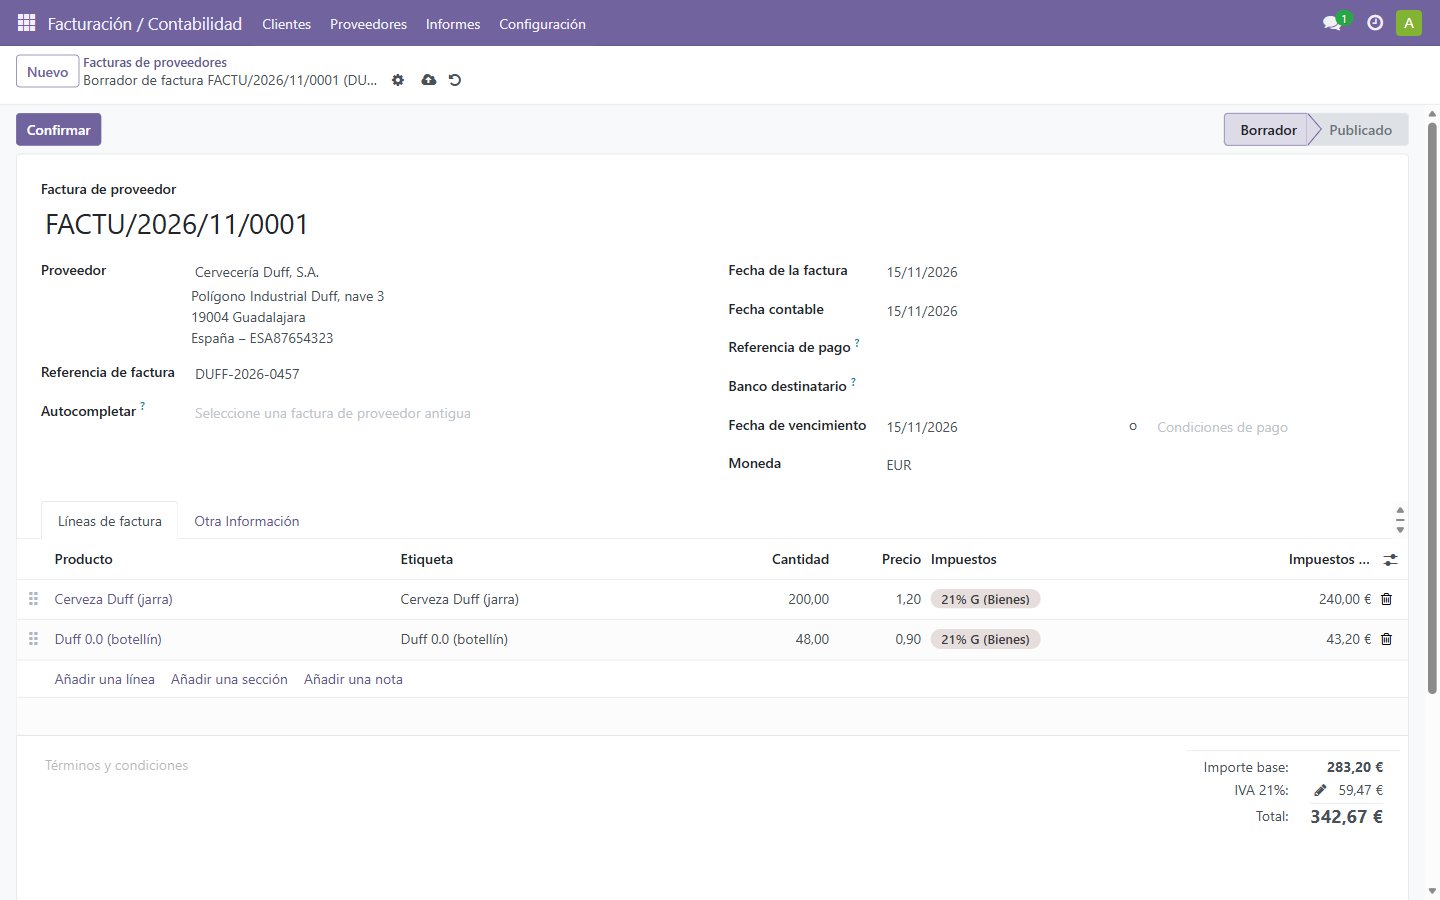 Facturación / Contabilidad Clientes Proveedores Informes Configuración 1 A
Nuevo
Facturas de proveedores
Borrador de factura FACTU/2026/11/0001 (DU...
Confirmar
Borrador Publicado
Factura de proveedor
FACTU/2026/11/0001
Proveedor Cervecería Duff, S.A.
Polígono Industrial Duff, nave 3
19004 Guadalajara
España – ESA87654323
Referencia de factura DUFF-2026-0457
Autocompletar ? Seleccione una factura de proveedor antigua
Fecha de la factura 15/11/2026
Fecha contable 15/11/2026
Referencia de pago ?
Banco destinatario ?
Fecha de vencimiento 15/11/2026 o Condiciones de pago
Moneda EUR
Líneas de factura Otra Información
Producto Etiqueta Cantidad Precio Impuestos Impuestos ...
Cerveza Duff (jarra) Cerveza Duff (jarra) 200,00 1,20 21% G (Bienes) 240,00 €
Duff 0.0 (botellín) Duff 0.0 (botellín) 48,00 0,90 21% G (Bienes) 43,20 €
Añadir una línea Añadir una sección Añadir una nota
Términos y condiciones
Importe base: 283,20 €
IVA 21%: 59,47 €
Total: 342,67 €